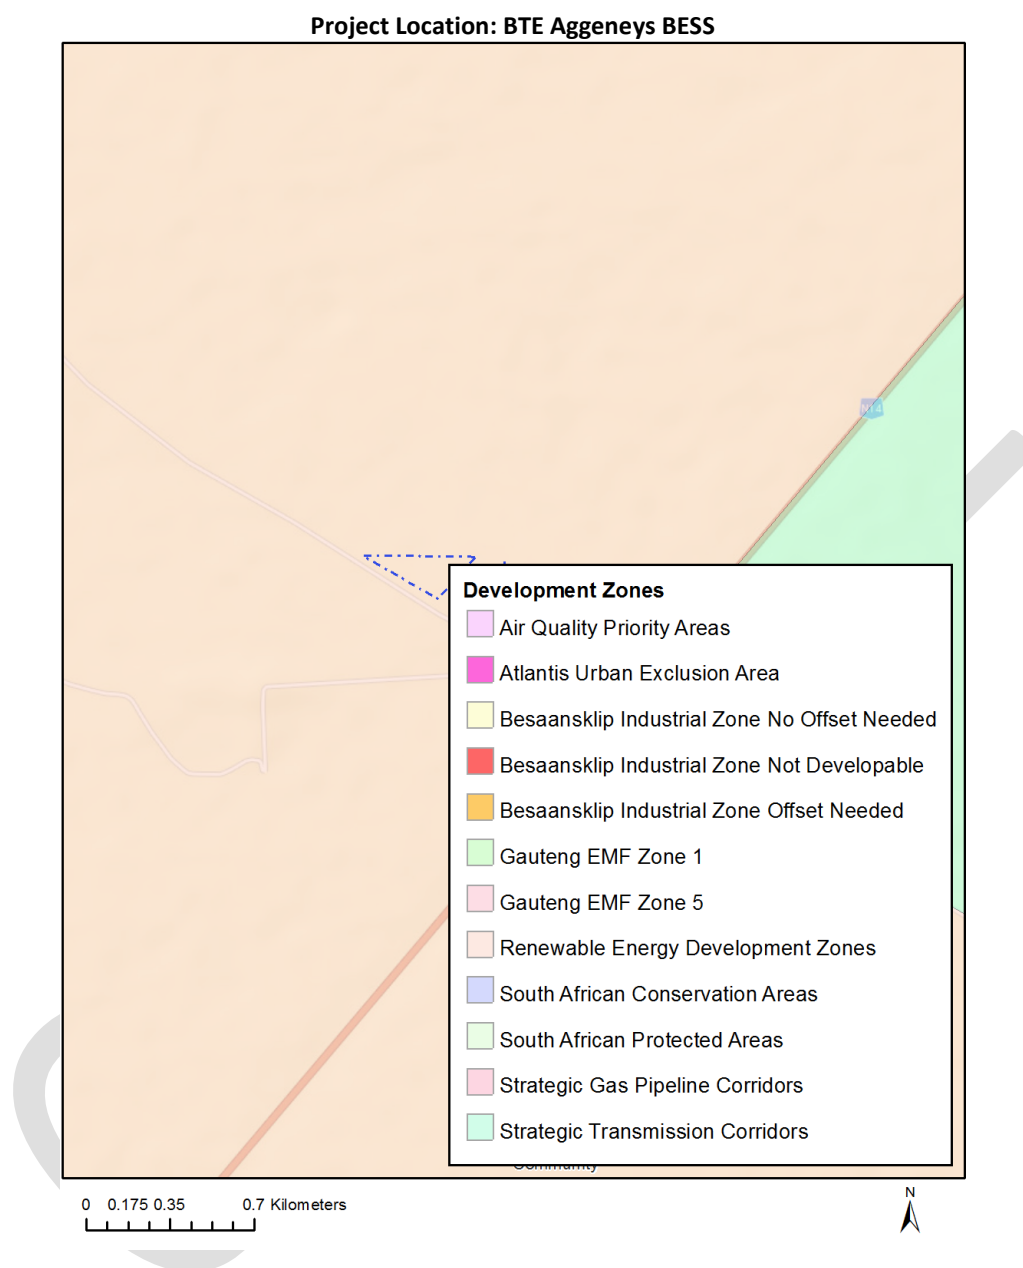 Project Location: BTE Aggeneys BESS
N14
Development Zones
Air Quality Priority Areas
Atlantis Urban Exclusion Area
Besaansklip Industrial Zone No Offset Needed
Besaansklip Industrial Zone Not Developable
Besaansklip Industrial Zone Offset Needed
Gauteng EMF Zone 1
Gauteng EMF Zone 5
Renewable Energy Development Zones
South African Conservation Areas
South African Protected Areas
Strategic Gas Pipeline Corridors
Strategic Transmission Corridors
Community
0 0.175 0.35 0.7 Kilometers
N